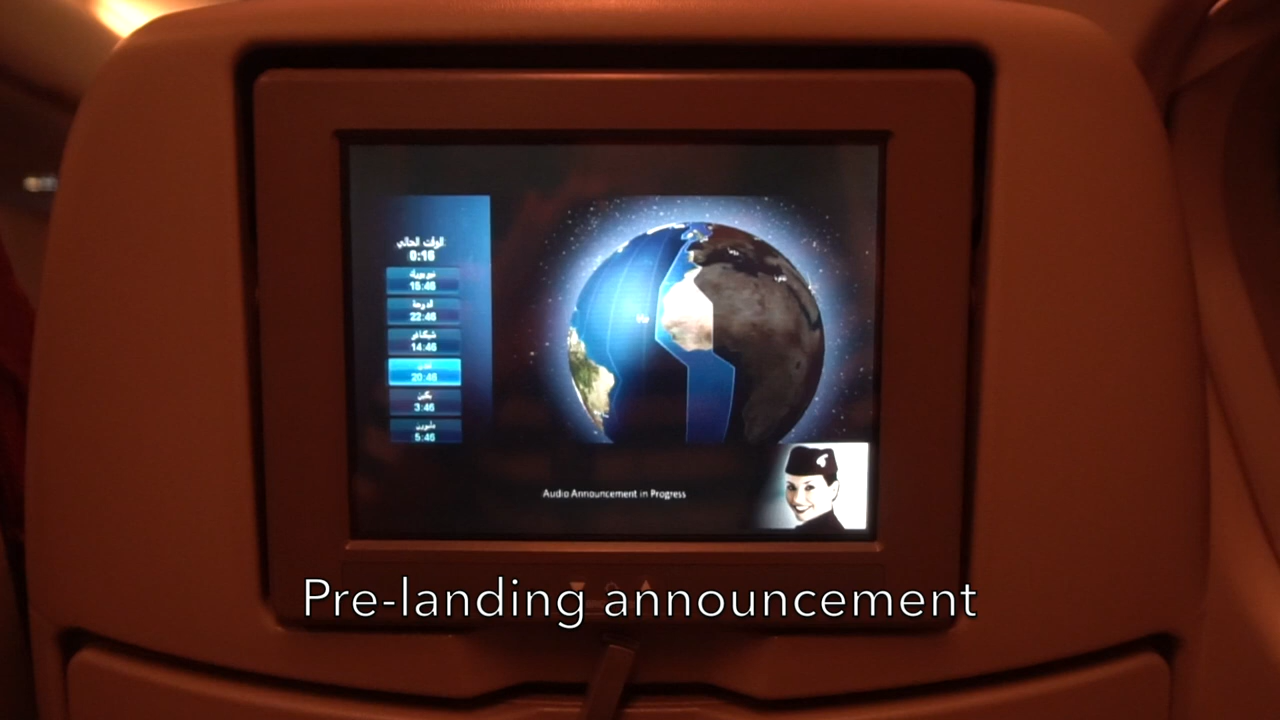 الوقت الحالي
0:16
نيويورك
15:46
الدوحة
22:46
شيكاغو
14:46
لندن
20:46
بكين
3:46
ملبورن
5:46
Audio Announcement in Progress
Pre-landing announcement